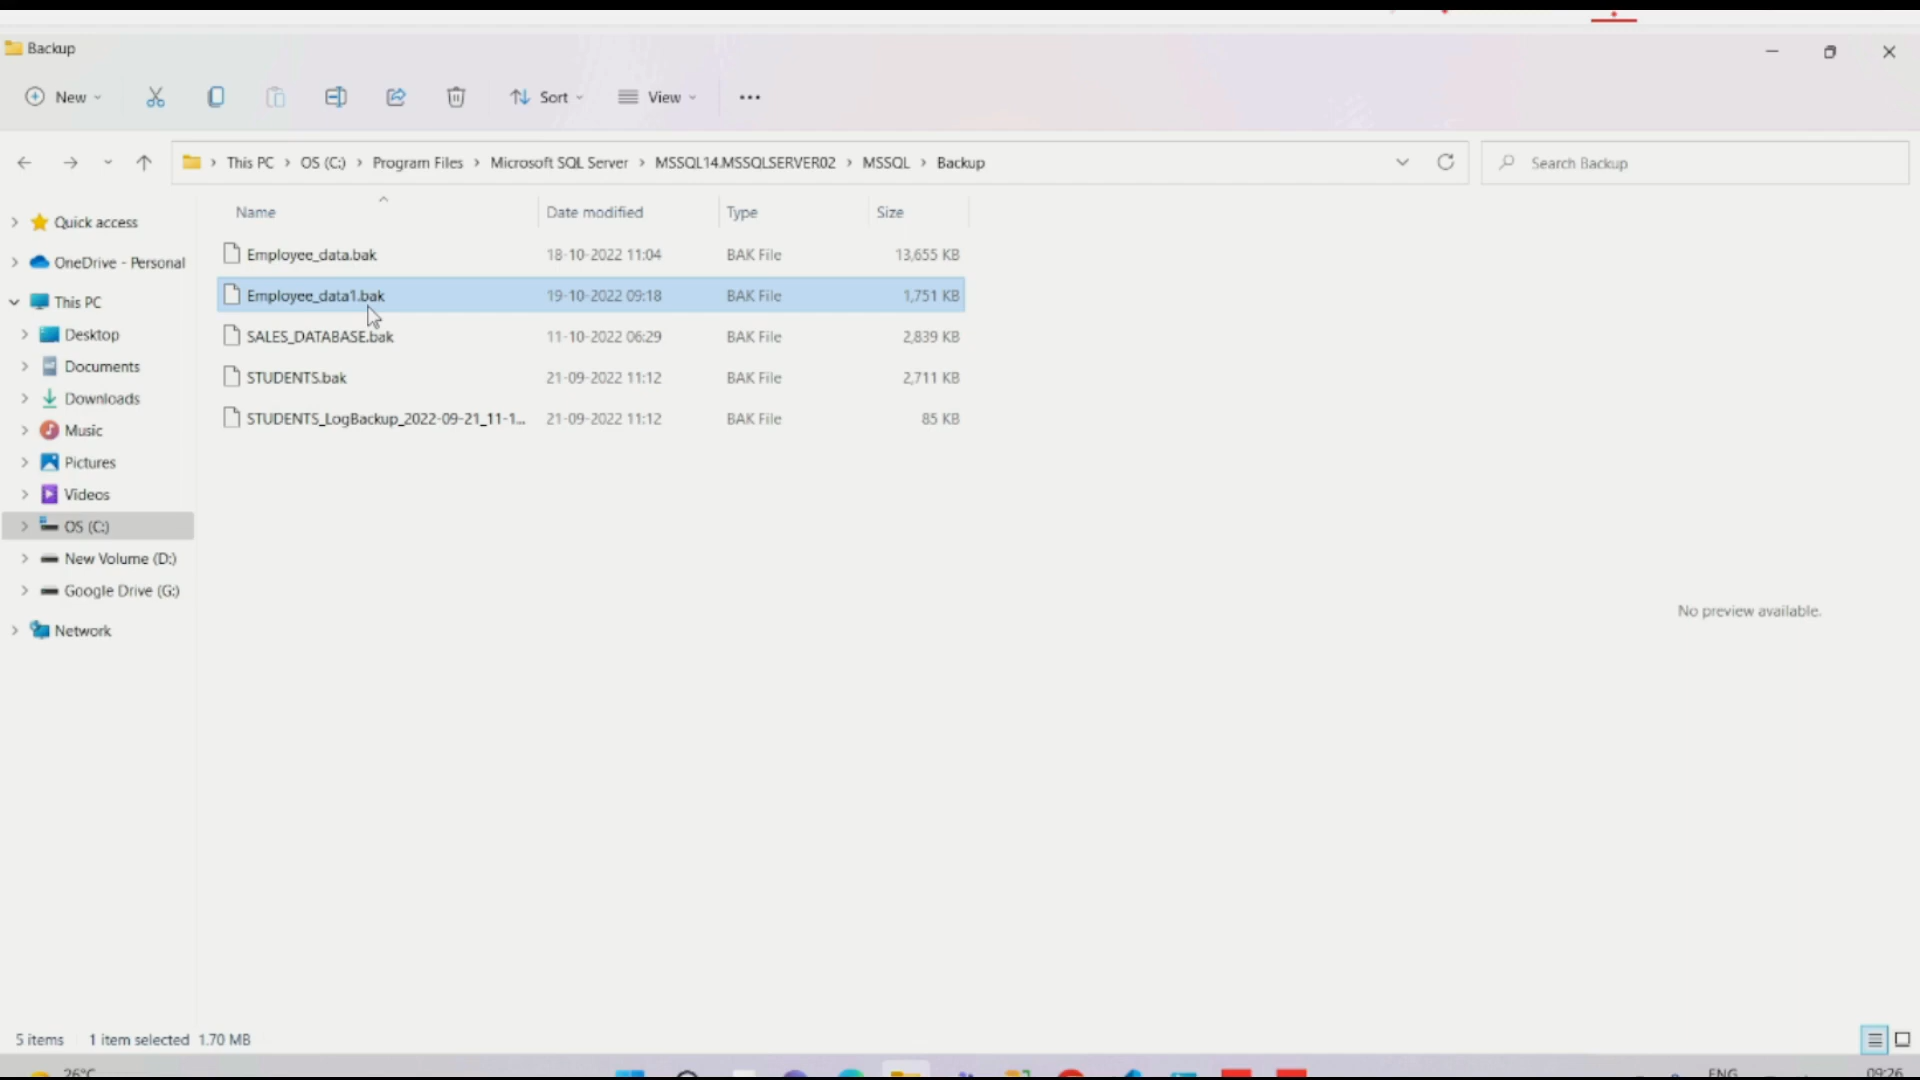 Backup
New
Sort
View
This PC > OS (C:) > Program Files > Microsoft SQL Server > MSSQL14.MSSQLSERVER02 > MSSQL > Backup
Search Backup
Name Date modified Type Size
Employee_data.bak 18-10-2022 11:04 BAK File 13,655 KB
Employee_data1.bak 19-10-2022 09:18 BAK File 1,751 KB
SALES_DATABASE.bak 11-10-2022 06:29 BAK File 2,839 KB
STUDENTS.bak 21-09-2022 11:12 BAK File 2,711 KB
STUDENTS_LogBackup_2022-09-21_11-1... 21-09-2022 11:12 BAK File 85 KB
Quick access
OneDrive - Personal
This PC
Desktop
Documents
Downloads
Music
Pictures
Videos
OS (C:)
New Volume (D:)
Google Drive (G:)
Network
No preview available.
5 items 1 item selected 1.70 MB
26°C
ENG
09:26